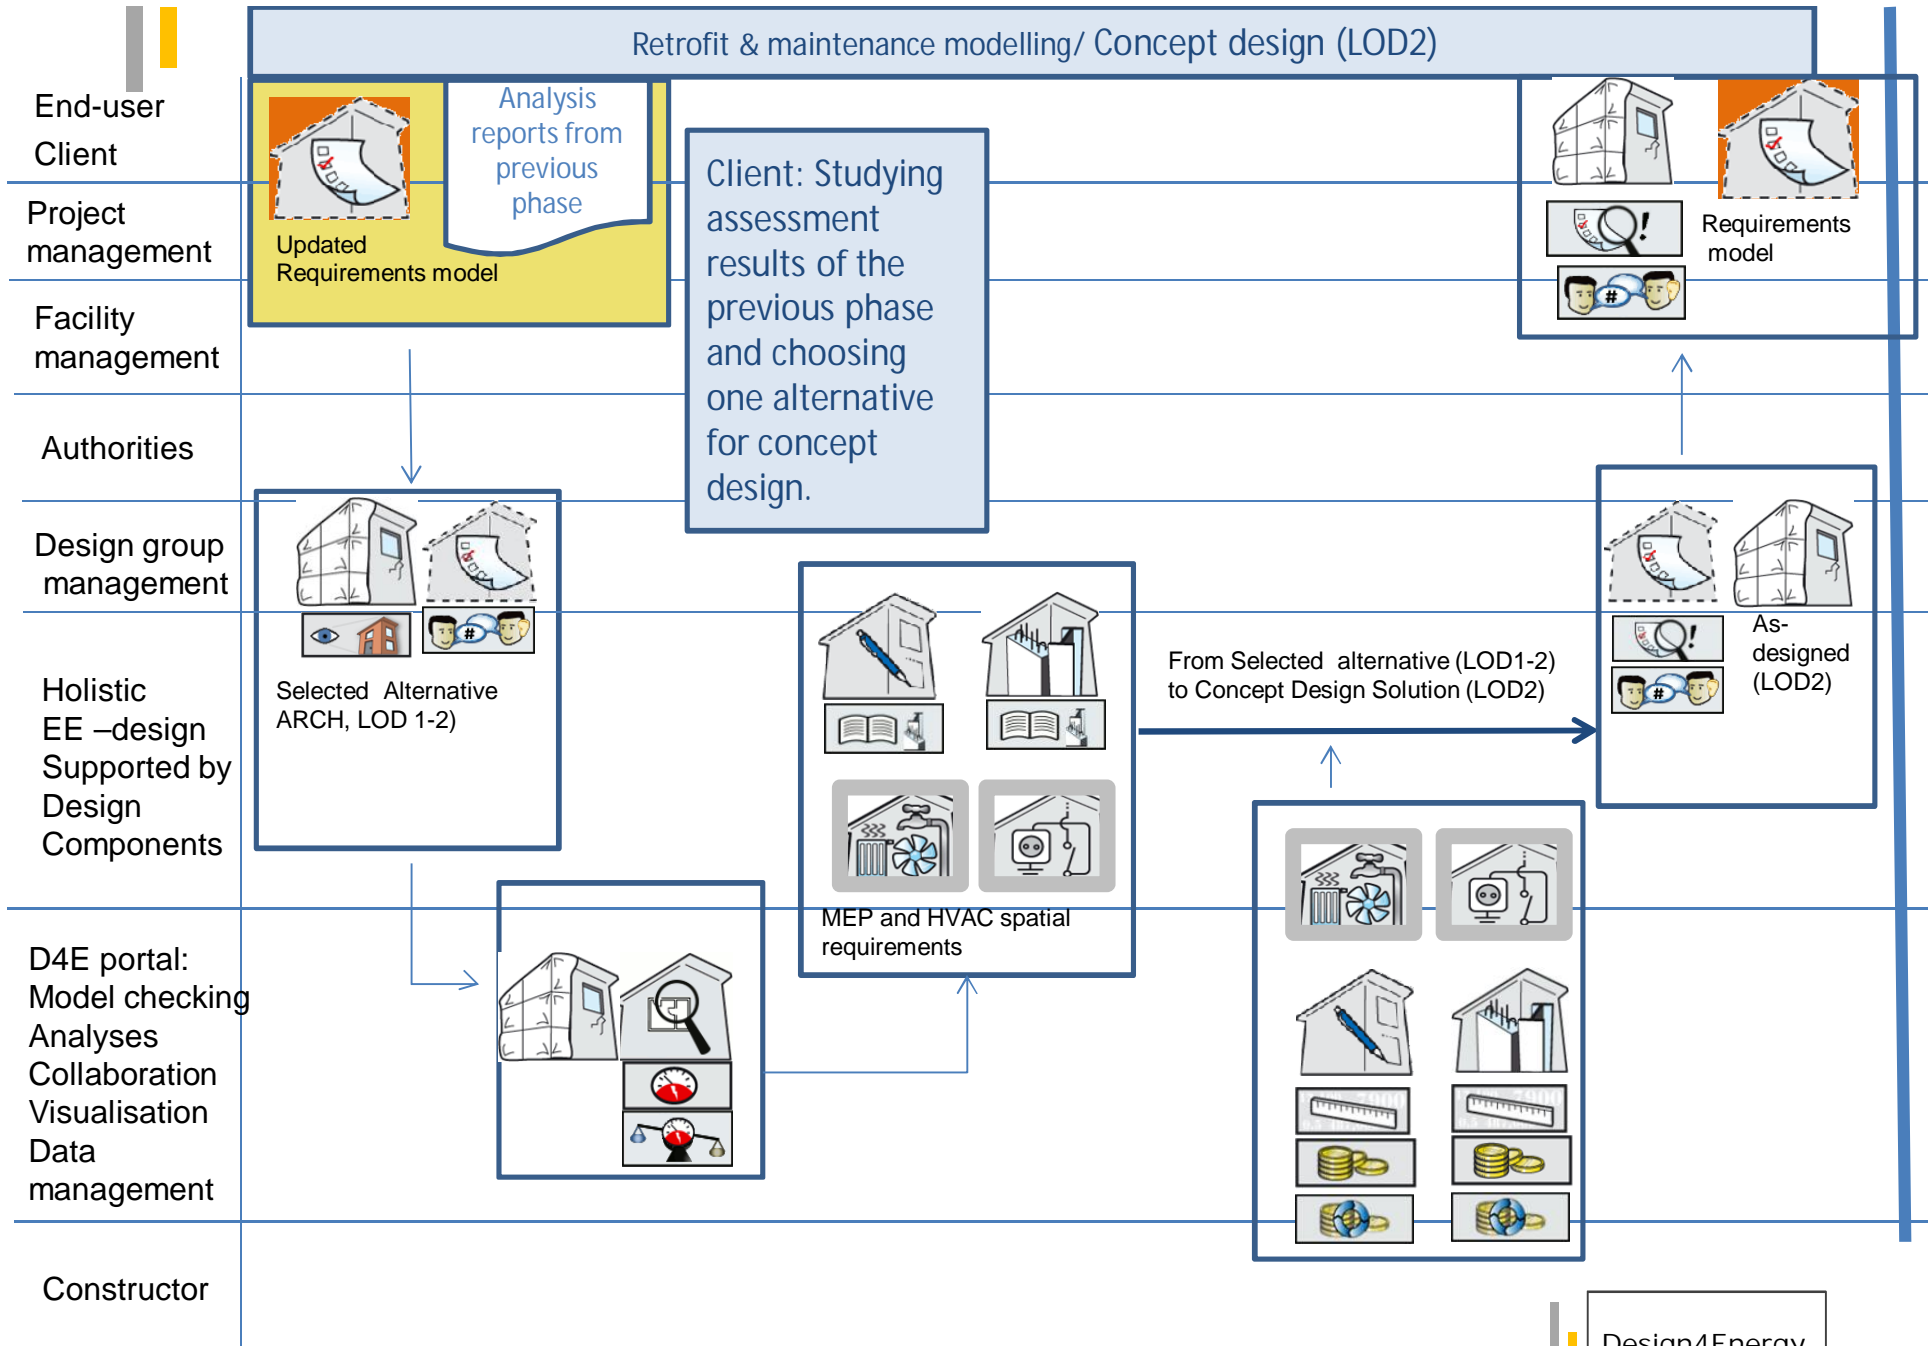 Retrofit & maintenance modelling/ Concept design (LOD2)
End-user
Client
Project
management
Facility
management
Authorities
Design group
management
Holistic
EE –design
Supported by
Design
Components
D4E portal:
Model checking
Analyses
Collaboration
Visualisation
Data
management
Constructor
Analysis
reports from
previous
phase
Updated
Requirements model
Client: Studying
assessment
results of the
previous phase
and choosing
one alternative
for concept
design.
Requirements
model
Selected Alternative
ARCH, LOD 1-2)
MEP and HVAC spatial
requirements
From Selected alternative (LOD1-2)
to Concept Design Solution (LOD2)
As-
designed
(LOD2)
Design4Energy